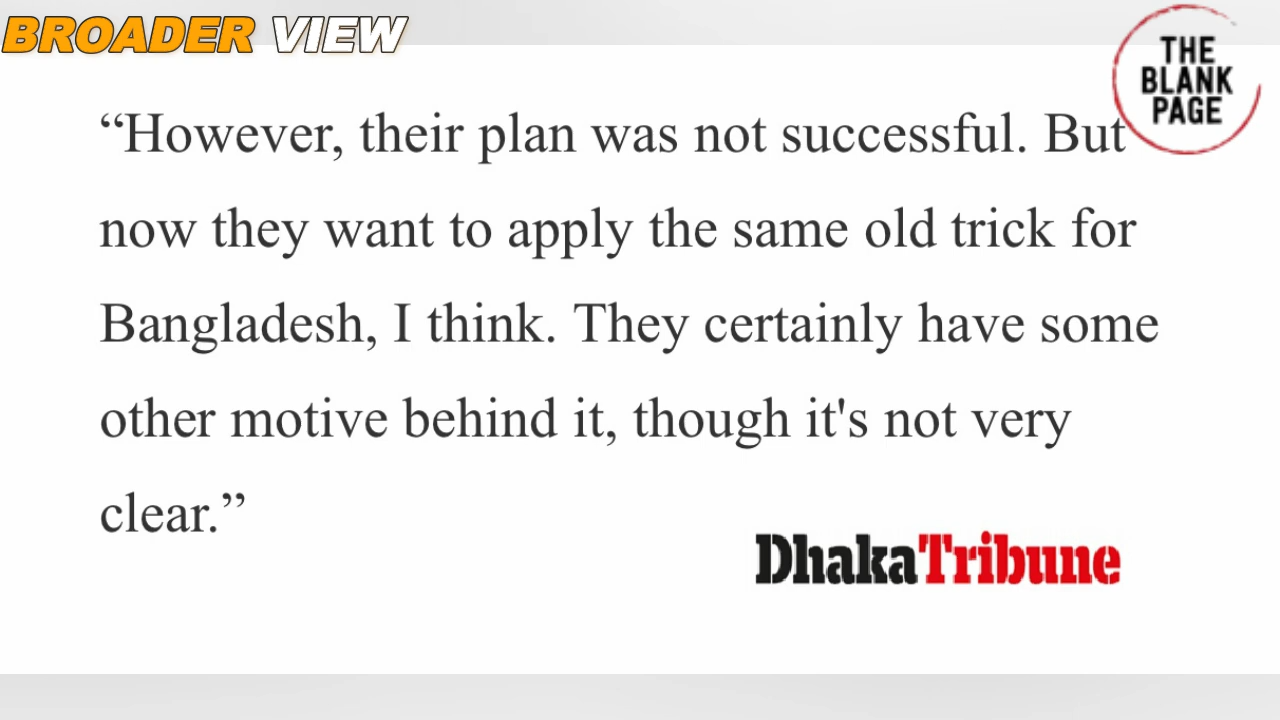 BROADER VIEW
THE
BLANK
PAGE
“However, their plan was not successful. But
now they want to apply the same old trick for
Bangladesh, I think. They certainly have some
other motive behind it, though it's not very
clear.”
DhakaTribune